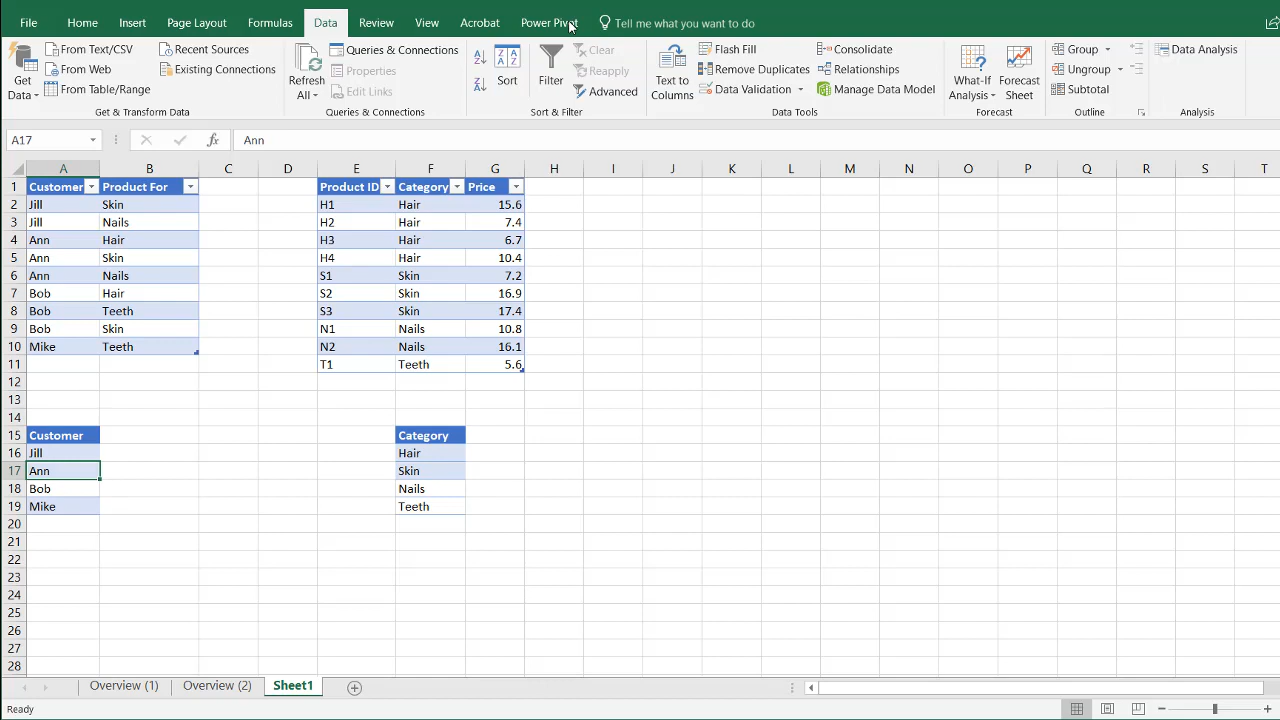 File Home Insert Page Layout Formulas Data Review View Acrobat Power Pivot Tell me what you want to do
Get Data
From Text/CSV
From Web
From Table/Range
Recent Sources
Existing Connections
Get & Transform Data
Refresh All
Queries & Connections
Properties
Edit Links
Queries & Connections
Sort
Filter
Clear
Reapply
Advanced
Sort & Filter
Text to Columns
Flash Fill
Remove Duplicates
Data Validation
Consolidate
Relationships
Manage Data Model
Data Tools
What-If Analysis
Forecast Sheet
Forecast
Group
Ungroup
Subtotal
Outline
Data Analysis
Analysis
A17 fx Ann
A B C D E F G H I J K L M N O P Q R S T
1 Customer Product For Product ID Category Price
2 Jill Skin H1 Hair 15.6
3 Jill Nails H2 Hair 7.4
4 Ann Hair H3 Hair 6.7
5 Ann Skin H4 Hair 10.4
6 Ann Nails S1 Skin 7.2
7 Bob Hair S2 Skin 16.9
8 Bob Teeth S3 Skin 17.4
9 Bob Skin N1 Nails 10.8
10 Mike Teeth N2 Nails 16.1
11 T1 Teeth 5.6
12
13
14
15 Customer Category
16 Jill Hair
17 Ann Skin
18 Bob Nails
19 Mike Teeth
20
21
22
23
24
25
26
27
28
Overview (1) Overview (2) Sheet1
Ready